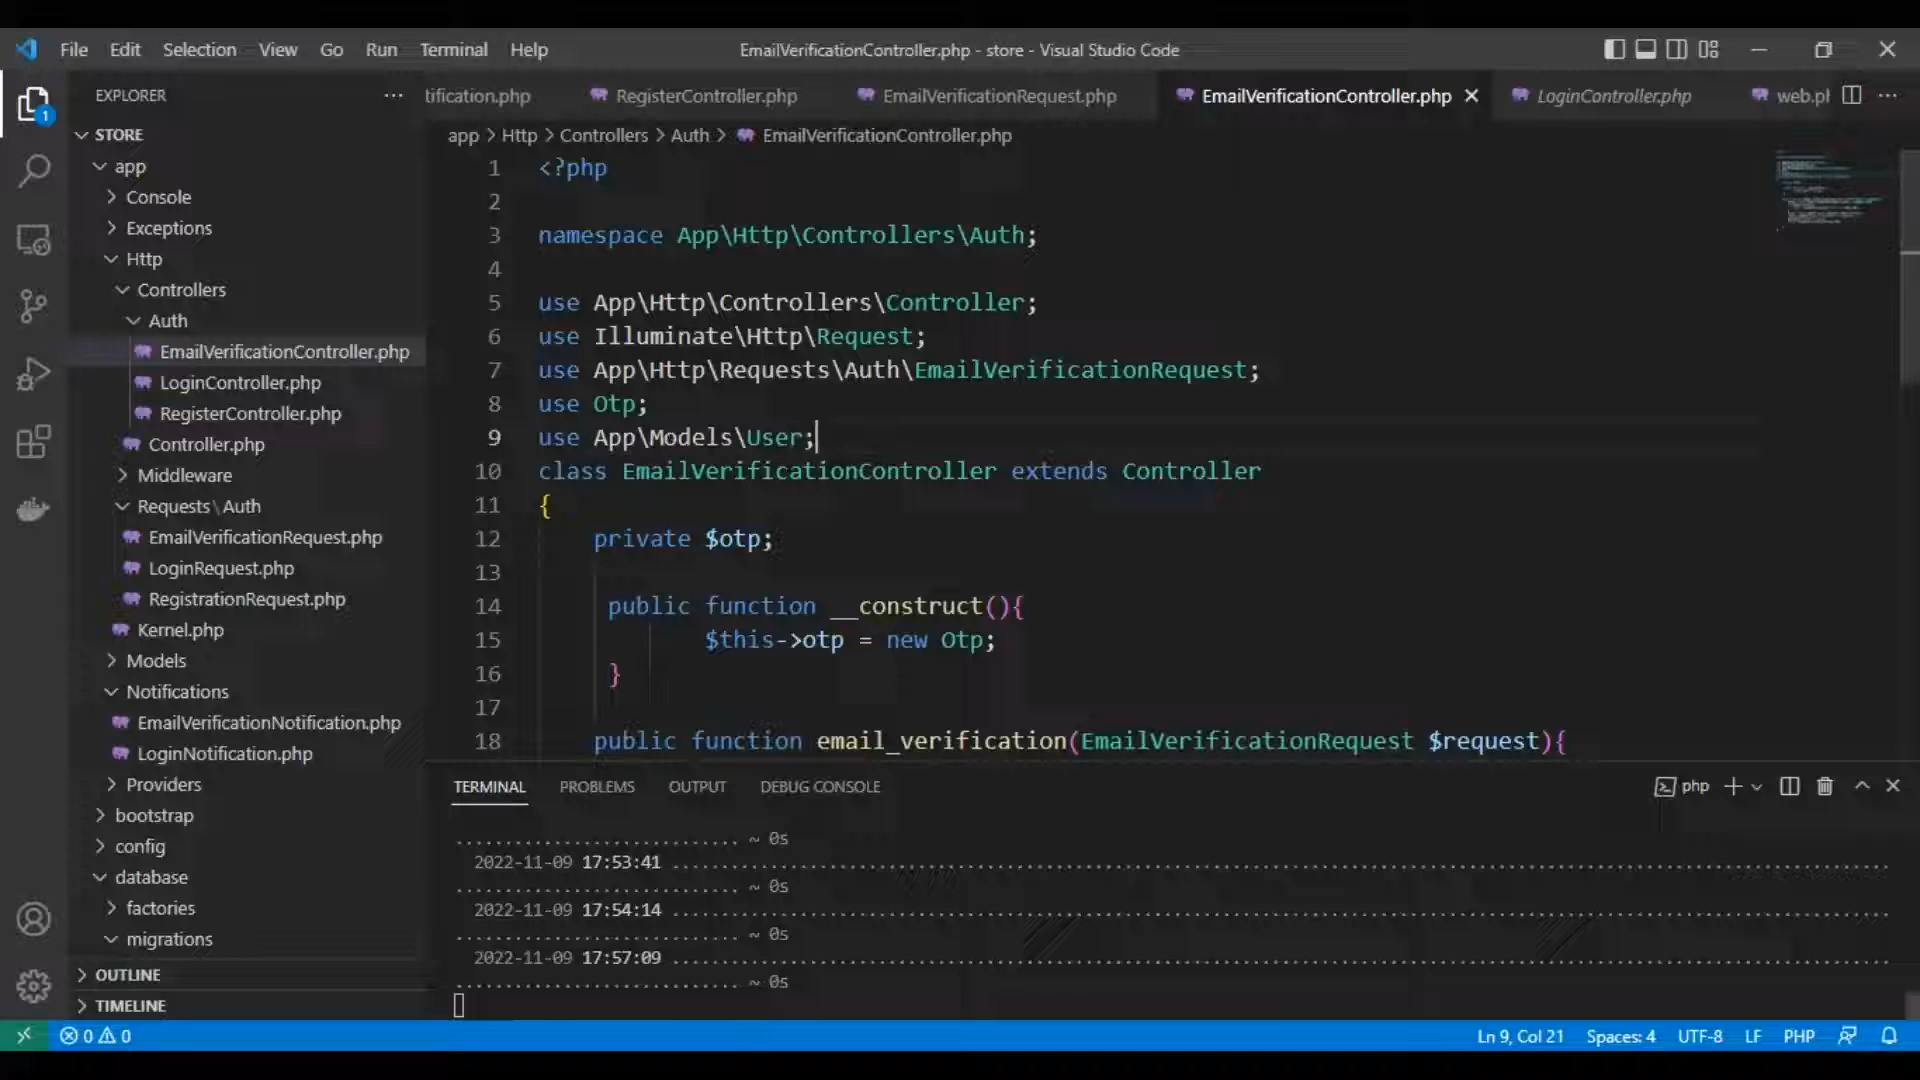 File Edit Selection View Go Run Terminal Help
EmailVerificationController.php - store - Visual Studio Code
EXPLORER
tification.php RegisterController.php EmailVerificationRequest.php EmailVerificationController.php LoginController.php web.pl
1
STORE
app
Console
Exceptions
Http
Controllers
Auth
EmailVerificationController.php
LoginController.php
RegisterController.php
Controller.php
Middleware
Requests\Auth
EmailVerificationRequest.php
LoginRequest.php
RegistrationRequest.php
Kernel.php
Models
Notifications
EmailVerificationNotification.php
LoginNotification.php
Providers
bootstrap
config
database
factories
migrations
OUTLINE
TIMELINE
app > Http > Controllers > Auth > EmailVerificationController.php
1 <?php
2
3 namespace App\Http\Controllers\Auth;
4
5 use App\Http\Controllers\Controller;
6 use Illuminate\Http\Request;
7 use App\Http\Requests\Auth\EmailVerificationRequest;
8 use Otp;
9 use App\Models\User;
10 class EmailVerificationController extends Controller
11 {
12 private $otp;
13
14 public function __construct(){
15 $this->otp = new Otp;
16 }
17
18 public function email_verification(EmailVerificationRequest $request){
TERMINAL PROBLEMS OUTPUT DEBUG CONSOLE
php
............................ ~ 0s
2022-11-09 17:53:41 ........................................................................................
............................ ~ 0s
2022-11-09 17:54:14 ........................................................................................
............................ ~ 0s
2022-11-09 17:57:09 ........................................................................................
............................ ~ 0s
0 0
Ln 9, Col 21 Spaces: 4 UTF-8 LF PHP